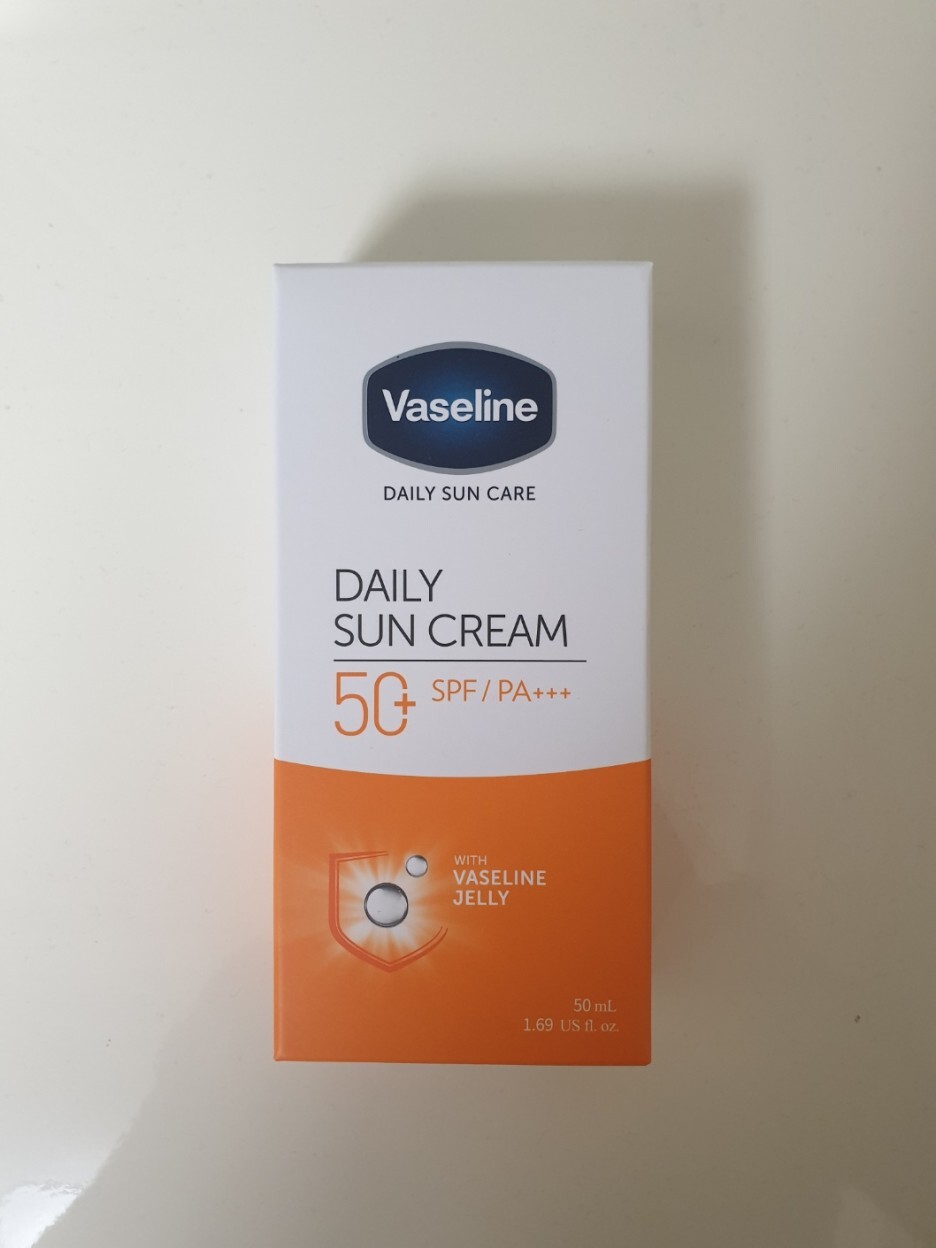 Vaseline
DAILY SUN CARE
DAILY
SUN CREAM
50+ SPF / PA+++
WITH
VASELINE
JELLY
50 mL
1.69 US fl. oz.